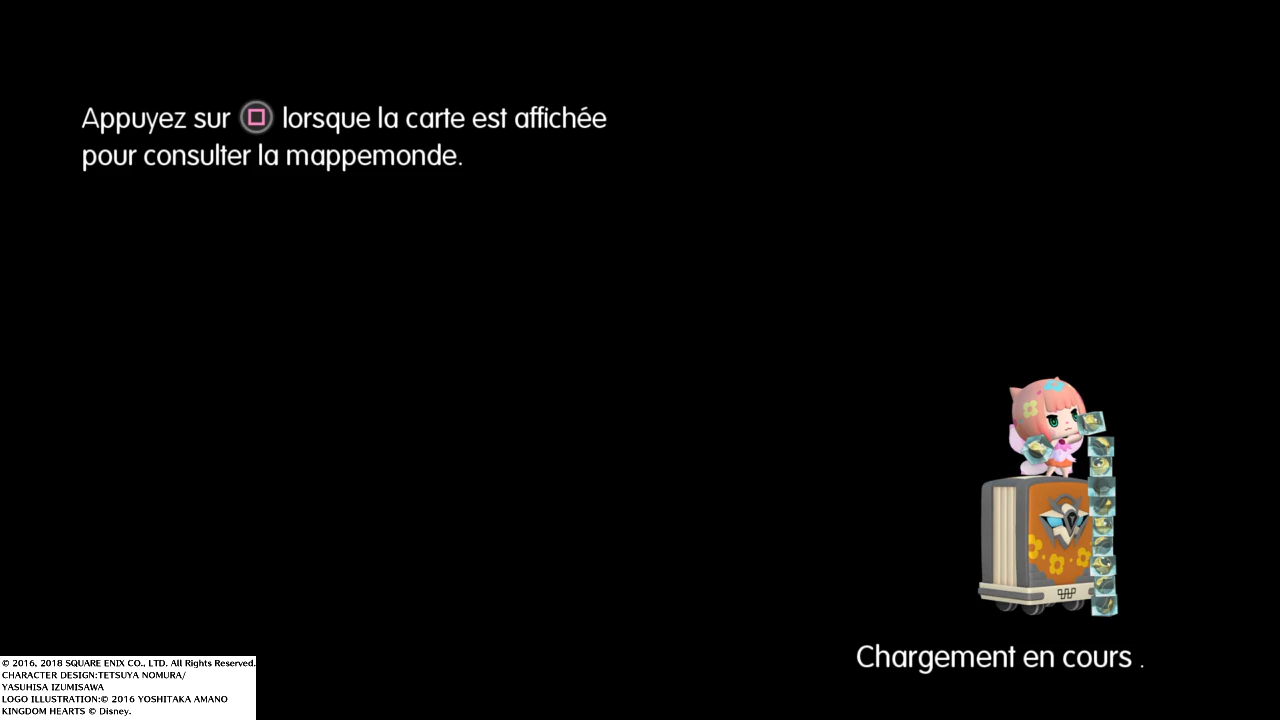 Appuyez sur lorsque la carte est affichée
pour consulter la mappemonde.
Chargement en cours .
© 2016, 2018 SQUARE ENIX CO., LTD. All Rights Reserved.
CHARACTER DESIGN:TETSUYA NOMURA/
YASUHISA IZUMISAWA
LOGO ILLUSTRATION:© 2016 YOSHITAKA AMANO
KINGDOM HEARTS © Disney.